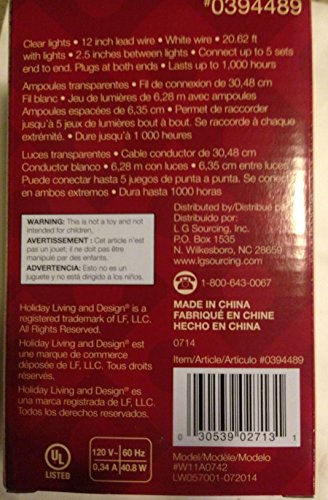 #0394489
Clear lights • 12 inch lead wire • White wire • 20.62 ft
with lights • 2.5 inches between lights • Connect up to 5 sets
end to end. Plugs at both ends • Lasts up to 1,000 hours
Ampoules transparentes • Fil de connexion de 30,48 cm
Fil blanc • Jeu de lumières de 6,28 m avec ampoules
Ampoules espacées de 6,35 cm • Permet de raccorder
jusqu'à 5 jeux de lumières bout à bout. Se raccorde à chaque
extrémité. • Dure jusqu'à 1 000 heures
Luces transparentes • Cable conductor de 30,48 cm
Conductor blanco • 6,28 m con luces • 6,35 cm entre luces
Puede conectar hasta 5 juegos de punta a punta. Se conecta
en ambos extremos • Dura hasta 1000 horas
WARNING: This is not a toy and not
intended for children.
AVERTISSEMENT : Cet article n'est
pas un jouet; il ne doit pas être
manipulé par des enfants.
ADVERTENCIA: Esto no es un
juguete y no está dirigido a los niños.
Distributed by/Distribué par/
Distribuido por:
L G Sourcing, Inc.
P.O. Box 1535
N. Wilkesboro, NC 28659
www.lgsourcing.com
1-800-643-0067
Holiday Living and Design® is a
registered trademark of LF, LLC.
All Rights Reserved.
Holiday Living and Design® est
une marque de commerce
déposée de LF, LLC. Tous droits
réservés.
Holiday Living and Design® es
una marca registrada de LF, LLC.
Todos los derechos reservados.
MADE IN CHINA
FABRIQUÉ EN CHINE
HECHO EN CHINA
0714
Item/Article/Artículo #0394489
0 30539 02713 1
UL
LISTED
120 V~ 60 Hz
0,34 A 40.8 W
Model/Modèle/Modelo
#W11A0742
LW057001-072014